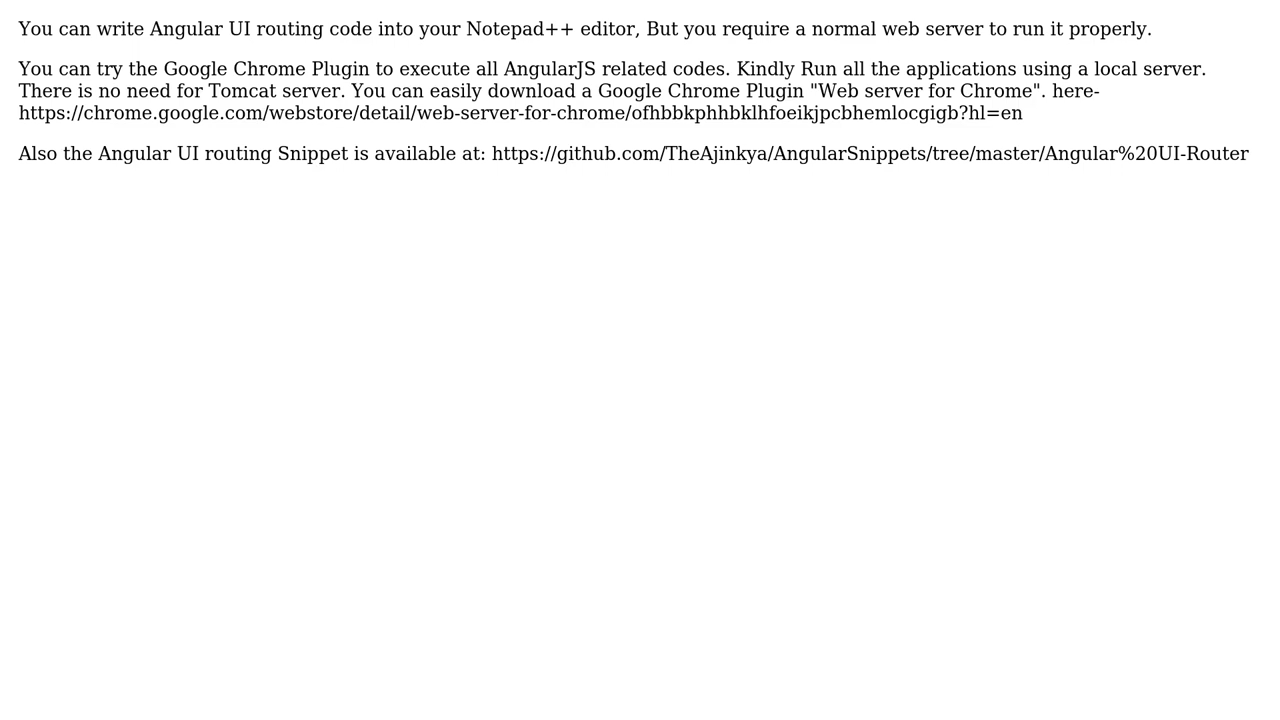 You can write Angular UI routing code into your Notepad++ editor, But you require a normal web server to run it properly.
You can try the Google Chrome Plugin to execute all AngularJS related codes. Kindly Run all the applications using a local server.
There is no need for Tomcat server. You can easily download a Google Chrome Plugin "Web server for Chrome". here-
https://chrome.google.com/webstore/detail/web-server-for-chrome/ofhbbkphhbklhfoeikjpcbhemlocgigb?hl=en
Also the Angular UI routing Snippet is available at: https://github.com/TheAjinkya/AngularSnippets/tree/master/Angular%20UI-Router